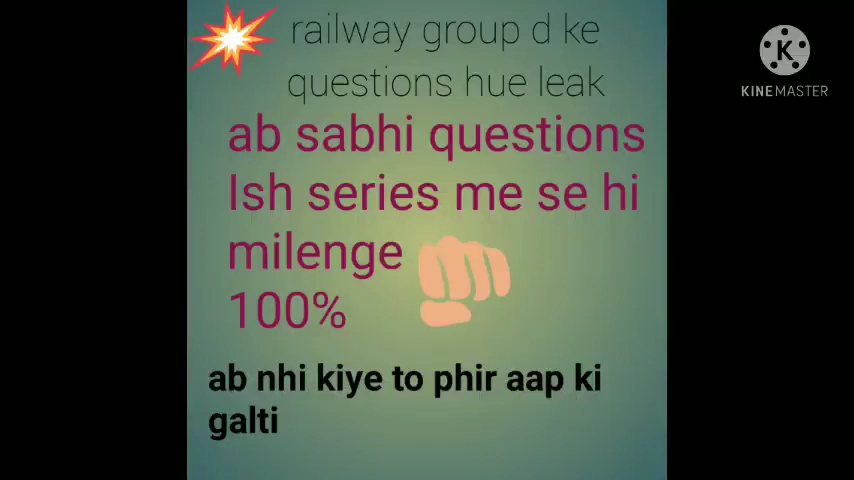 railway group d ke
questions hue leak
ab sabhi questions
Ish series me se hi
milenge
100%
ab nhi kiye to phir aap ki
galti
K
KINEMASTER